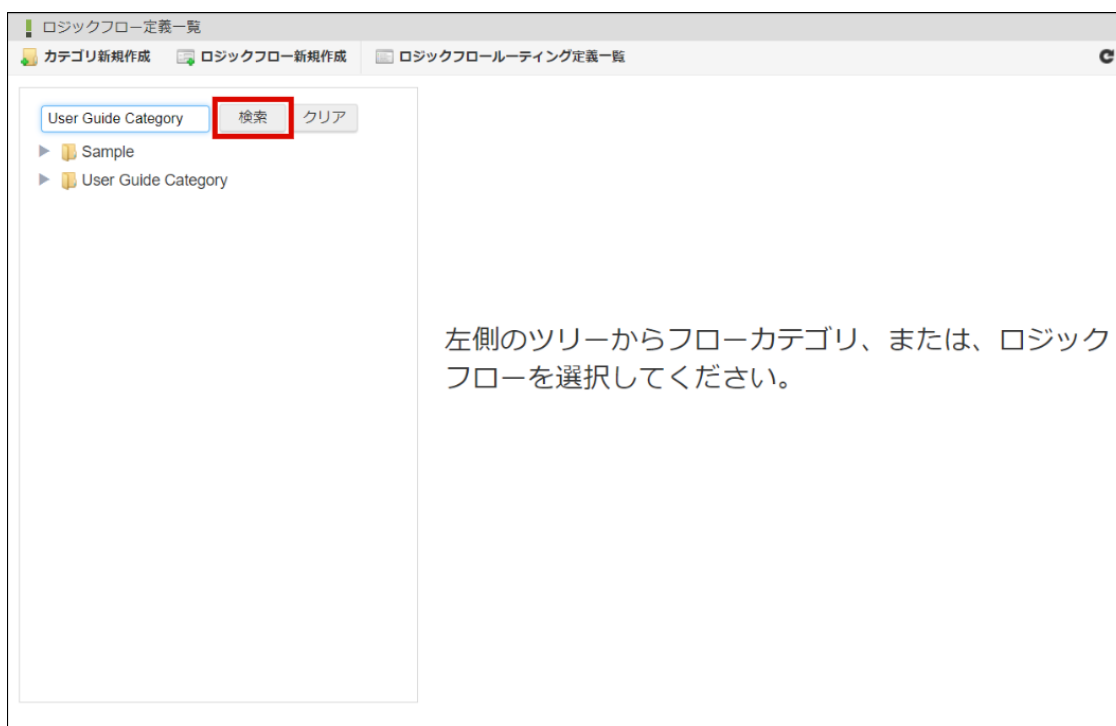 ロジックフロー定義一覧
カテゴリ新規作成 ロジックフロー新規作成 ロジックフロールーティング定義一覧
User Guide Category 検索 クリア
Sample
User Guide Category
左側のツリーからフローカテゴリ、または、ロジック
フローを選択してください。